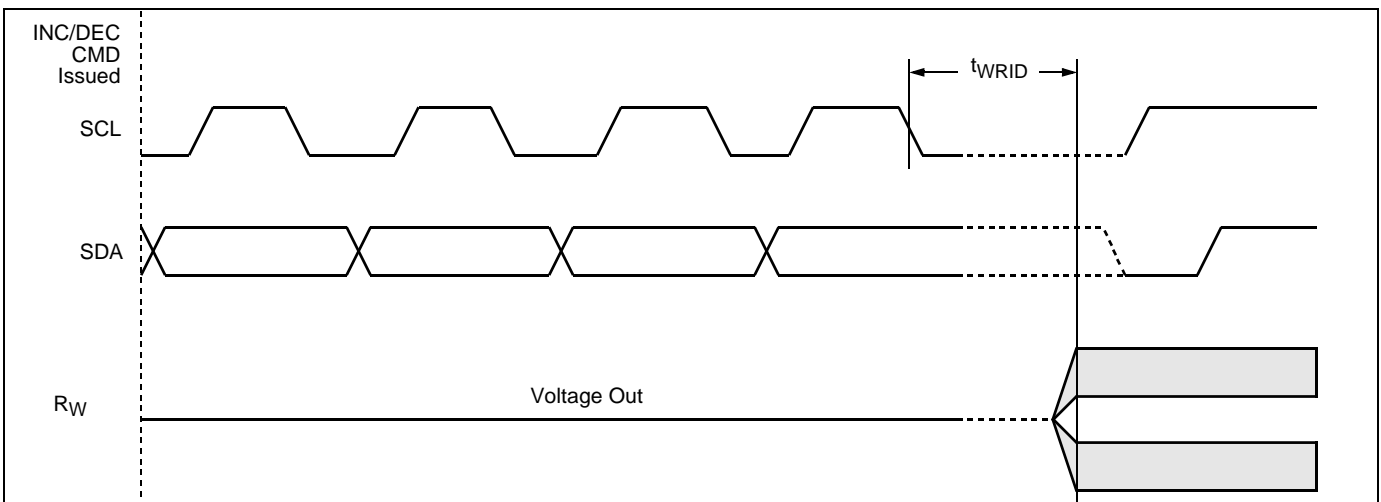 INC/DEC
CMD
Issued
tWRID
SCL
SDA
Voltage Out
RW